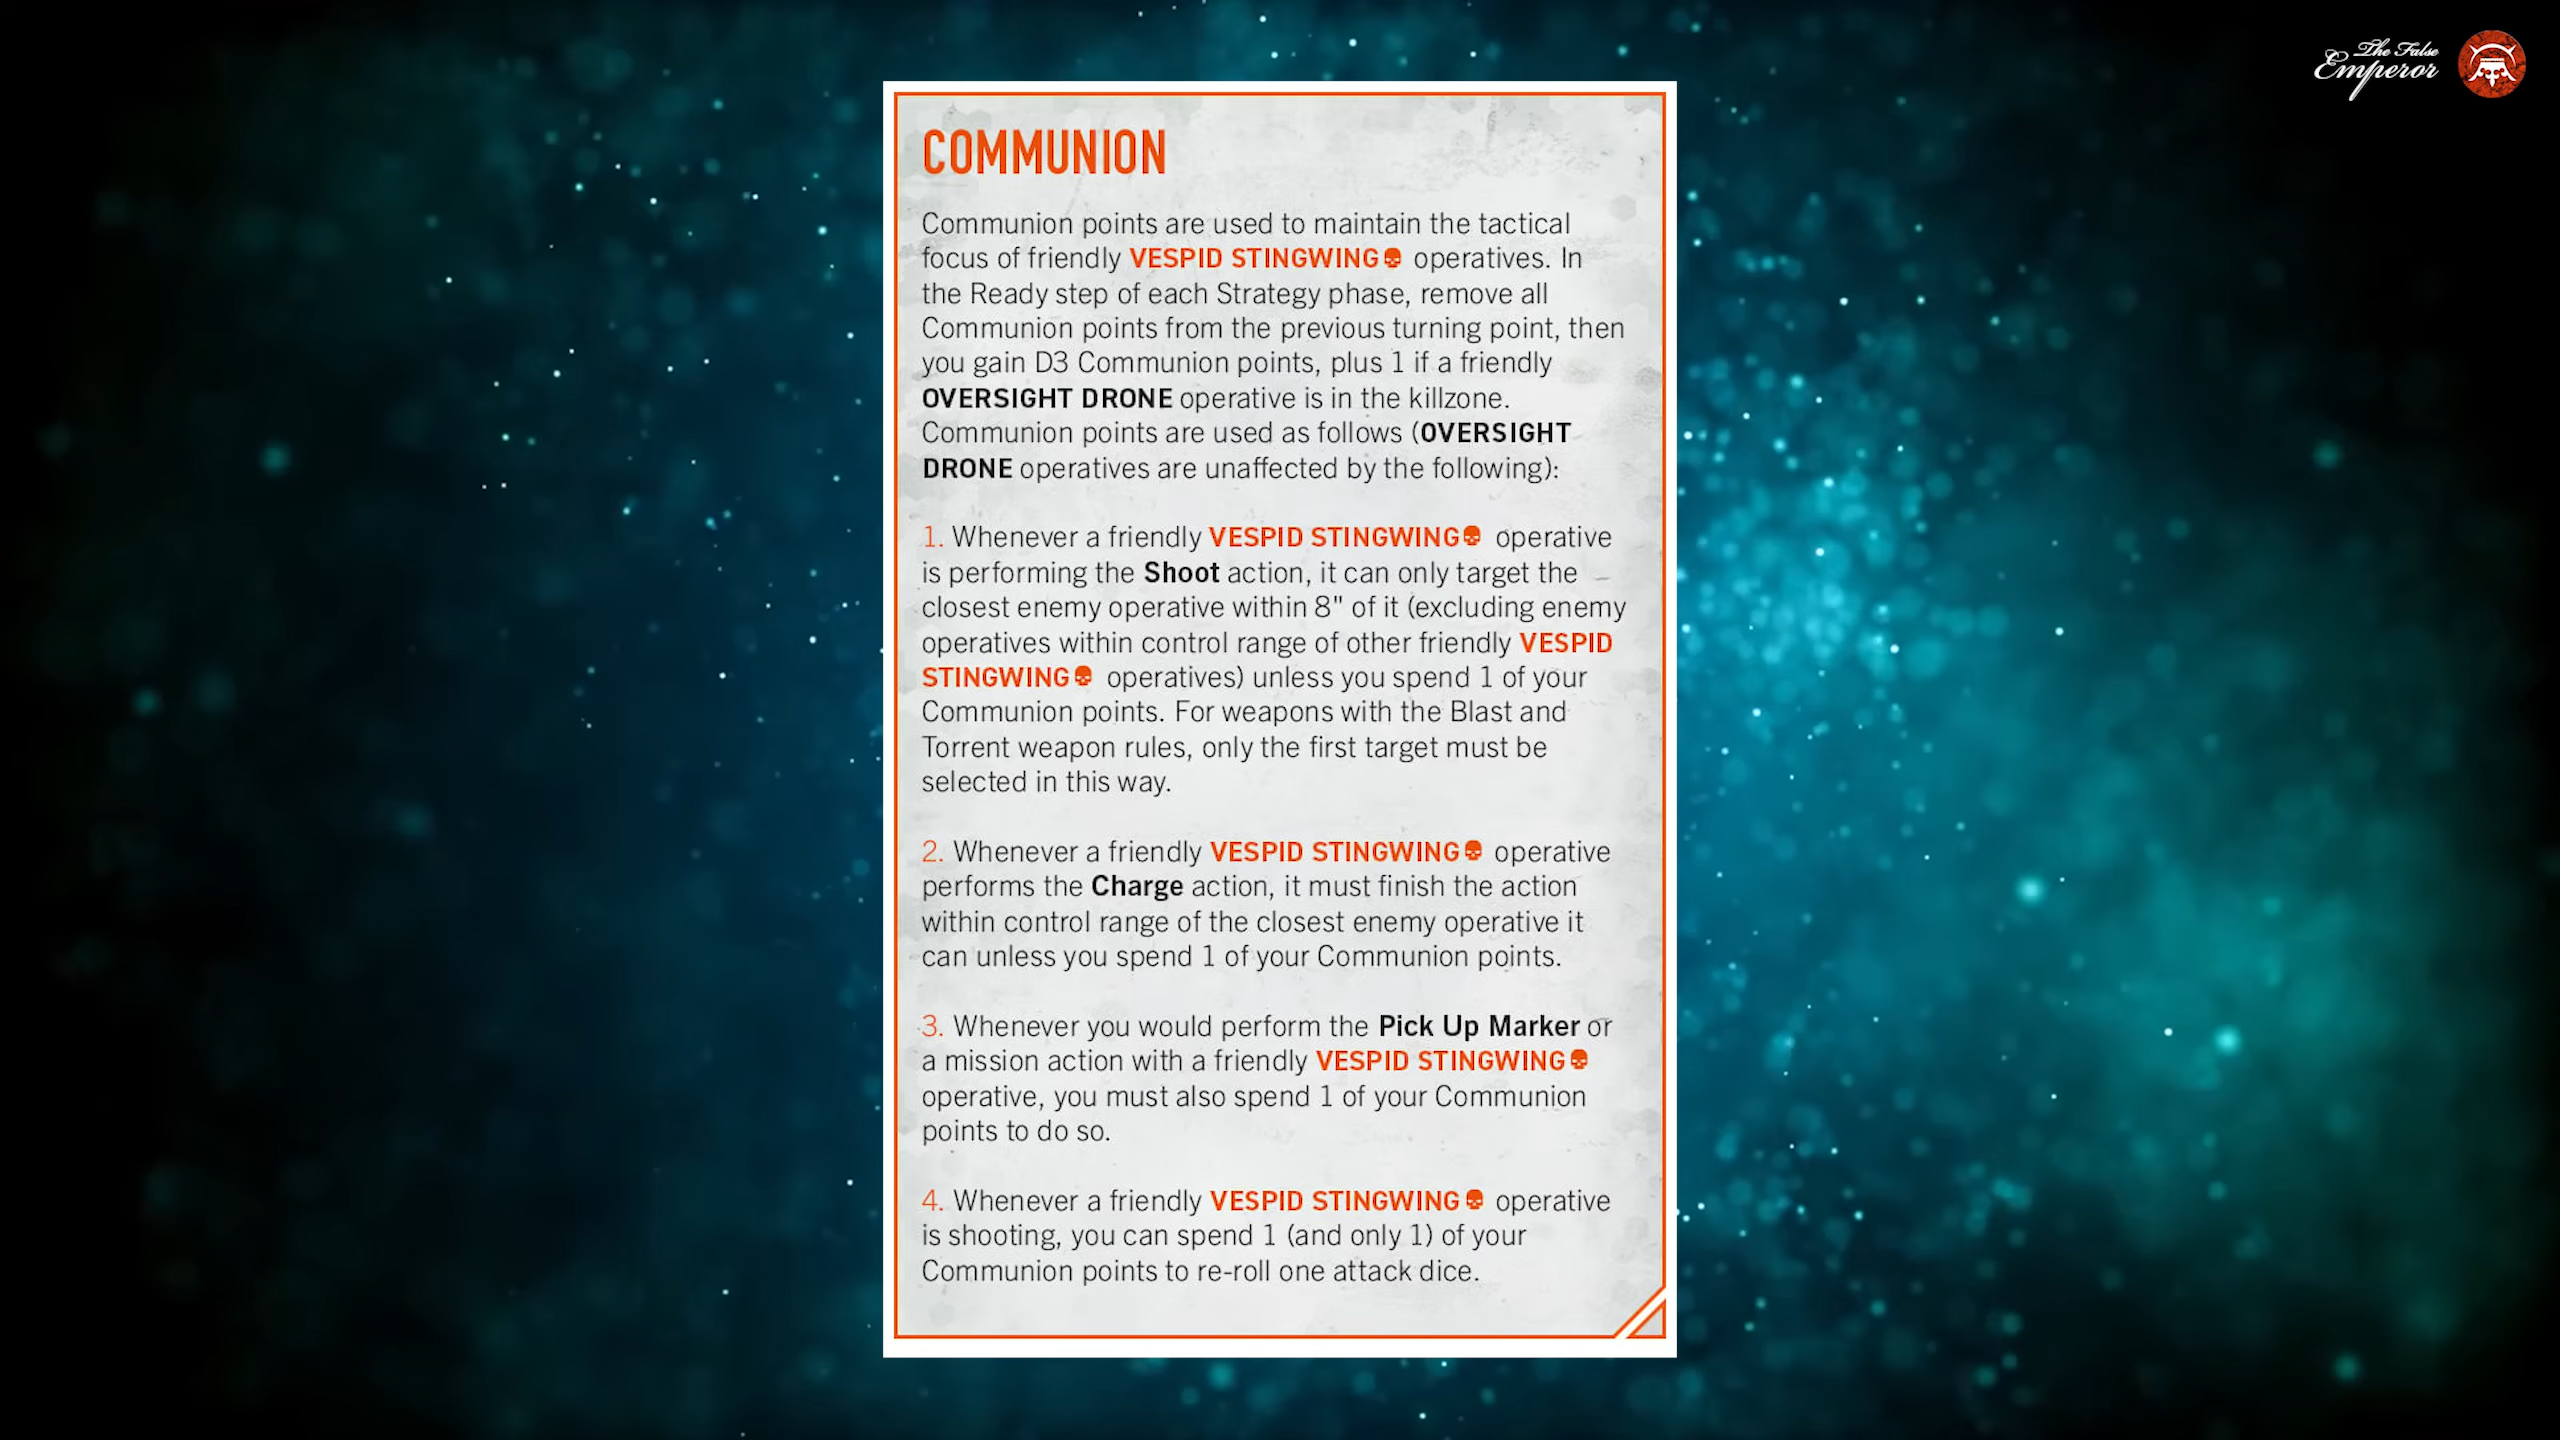 The False
Emperor
COMMUNION
Communion points are used to maintain the tactical
focus of friendly VESPID STINGWING operatives. In
the Ready step of each Strategy phase, remove all
Communion points from the previous turning point, then
you gain D3 Communion points, plus 1 if a friendly
OVERSIGHT DRONE operative is in the killzone.
Communion points are used as follows (OVERSIGHT
DRONE operatives are unaffected by the following):
1. Whenever a friendly VESPID STINGWING operative
is performing the Shoot action, it can only target the
closest enemy operative within 8" of it (excluding enemy
operatives within control range of other friendly VESPID
STINGWING operatives) unless you spend 1 of your
Communion points. For weapons with the Blast and
Torrent weapon rules, only the first target must be
selected in this way.
2. Whenever a friendly VESPID STINGWING operative
performs the Charge action, it must finish the action
within control range of the closest enemy operative it
can unless you spend 1 of your Communion points.
3. Whenever you would perform the Pick Up Marker or
a mission action with a friendly VESPID STINGWING
operative, you must also spend 1 of your Communion
points to do so.
4. Whenever a friendly VESPID STINGWING operative
is shooting, you can spend 1 (and only 1) of your
Communion points to re-roll one attack dice.